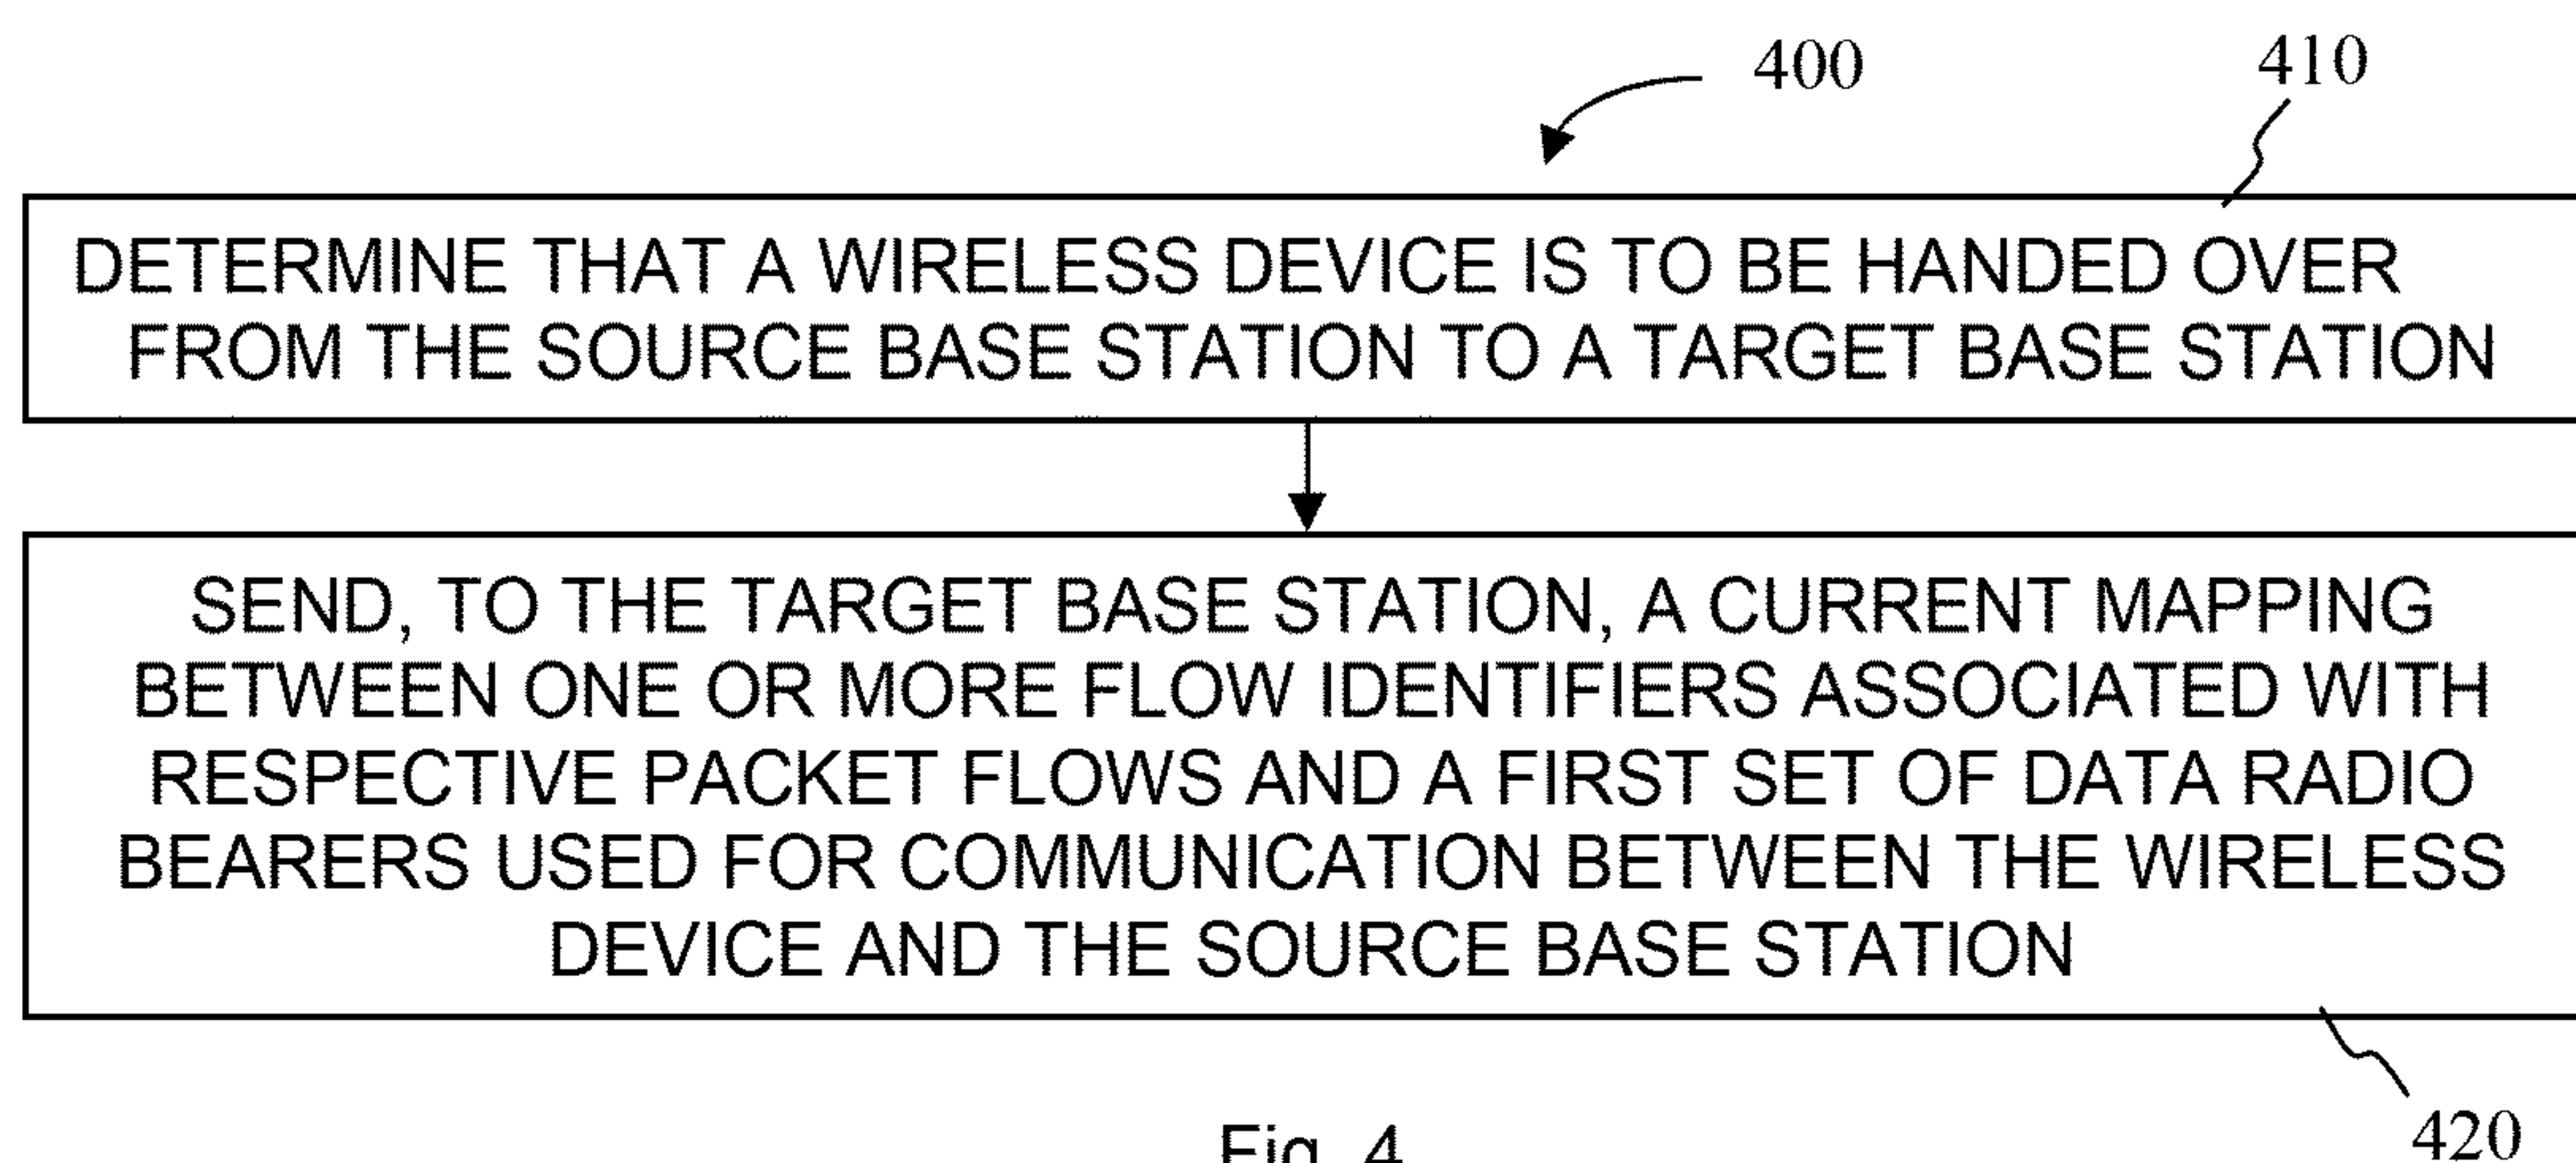 400
410
DETERMINE THAT A WIRELESS DEVICE IS TO BE HANDED OVER
FROM THE SOURCE BASE STATION TO A TARGET BASE STATION
SEND, TO THE TARGET BASE STATION, A CURRENT MAPPING
BETWEEN ONE OR MORE FLOW IDENTIFIERS ASSOCIATED WITH
RESPECTIVE PACKET FLOWS AND A FIRST SET OF DATA RADIO
BEARERS USED FOR COMMUNICATION BETWEEN THE WIRELESS
DEVICE AND THE SOURCE BASE STATION
420
Fig. 4